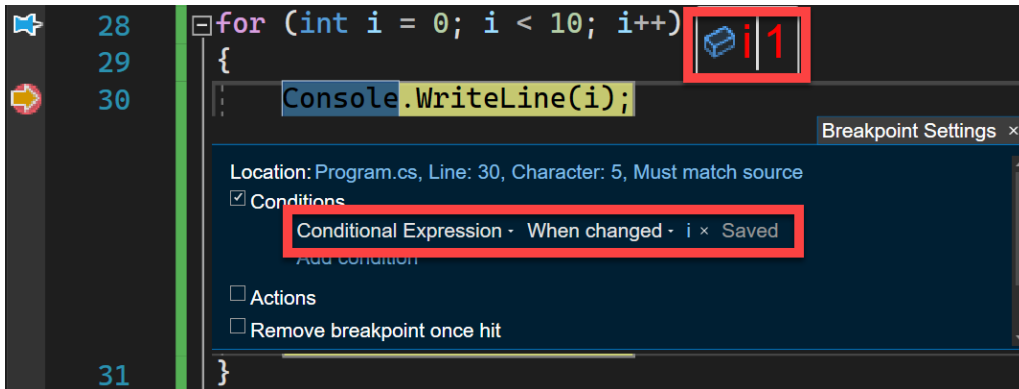 28 for (int i = 0; i < 10; i++) i 1
29 {
30 Console.WriteLine(i);
Breakpoint Settings ×
Location: Program.cs, Line: 30, Character: 5, Must match source
Conditions
Conditional Expression · When changed · i × Saved
Add condition
Actions
Remove breakpoint once hit
31 }